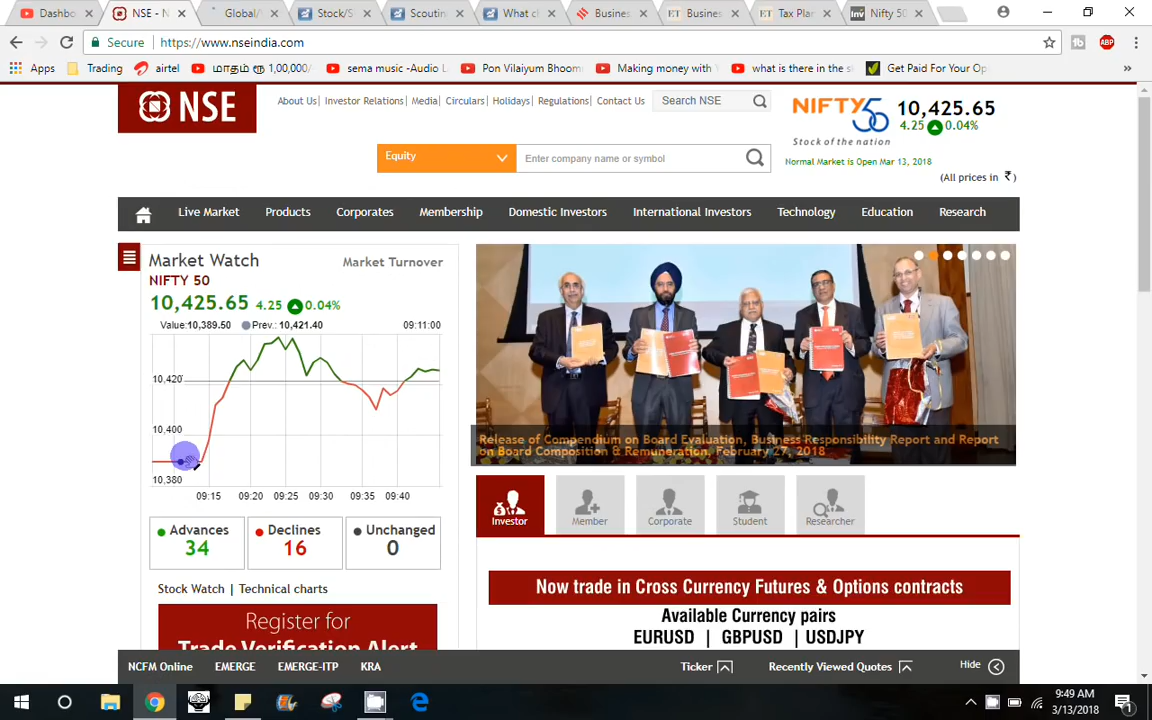 Dashbo
NSE - N
Global/
Stock/S
Scoutin
What c
Busines
Busines
Tax Pla
Nifty 50
Secure
https://www.nseindia.com
Apps
Trading
airtel
மாதம் ரூ 1,00,000/
sema music -Audio L
Pon Vilaiyum Bhoom
Making money with
what is there in the s
Get Paid For Your Op
»
NSE
About Us| Investor Relations| Media| Circulars| Holidays| Regulations| Contact Us
Search NSE
NIFTY50
Stock of the nation
10,425.65
4.25 0.04%
Normal Market is Open Mar 13, 2018
(All prices in ₹)
Equity
Enter company name or symbol
Live Market
Products
Corporates
Membership
Domestic Investors
International Investors
Technology
Education
Research
Market Watch
Market Turnover
NIFTY 50
10,425.65 4.25 0.04%
Value:10,389.50 Prev.: 10,421.40 09:11:00
10,420
10,400
10,380
09:15 09:20 09:25 09:30 09:35 09:40
Advances
34
Declines
16
Unchanged
0
Stock Watch | Technical charts
Register for
Trade Verification Alert
Release of Compendium on Board Evaluation, Business Responsibility Report and Report
on Board Composition & Remuneration, February 27, 2018
Investor
Member
Corporate
Student
Researcher
Now trade in Cross Currency Futures & Options contracts
Available Currency pairs
EURUSD | GBPUSD | USDJPY
NCFM Online
EMERGE
EMERGE-ITP
KRA
Ticker
Recently Viewed Quotes
Hide
9:49 AM
3/13/2018